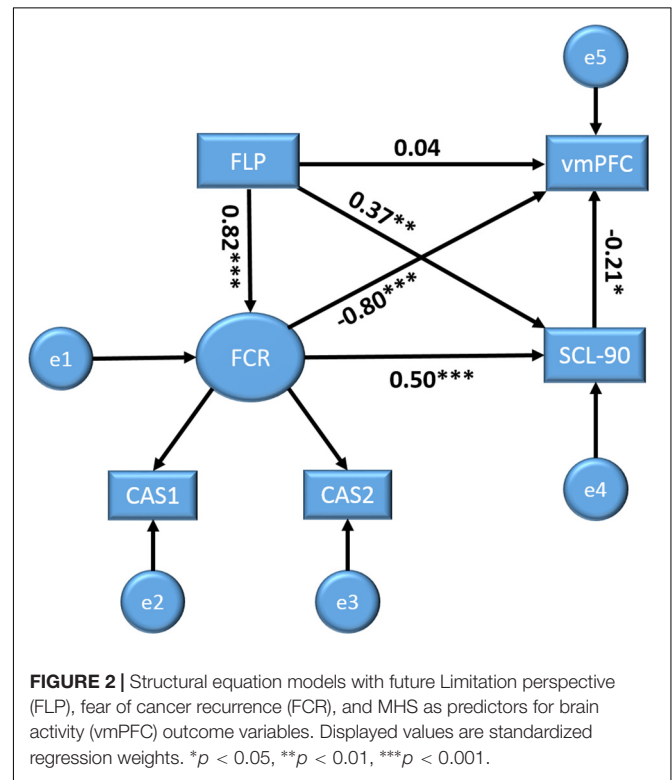 e5
FLP
0.04
vmPFC
0.37**
0.82***
-0.80***
-0.21*
e1
FCR
0.50***
SCL-90
CAS1
CAS2
e4
e2
e3
FIGURE 2 | Structural equation models with future Limitation perspective
(FLP), fear of cancer recurrence (FCR), and MHS as predictors for brain
activity (vmPFC) outcome variables. Displayed values are standardized
regression weights. *p < 0.05, **p < 0.01, ***p < 0.001.